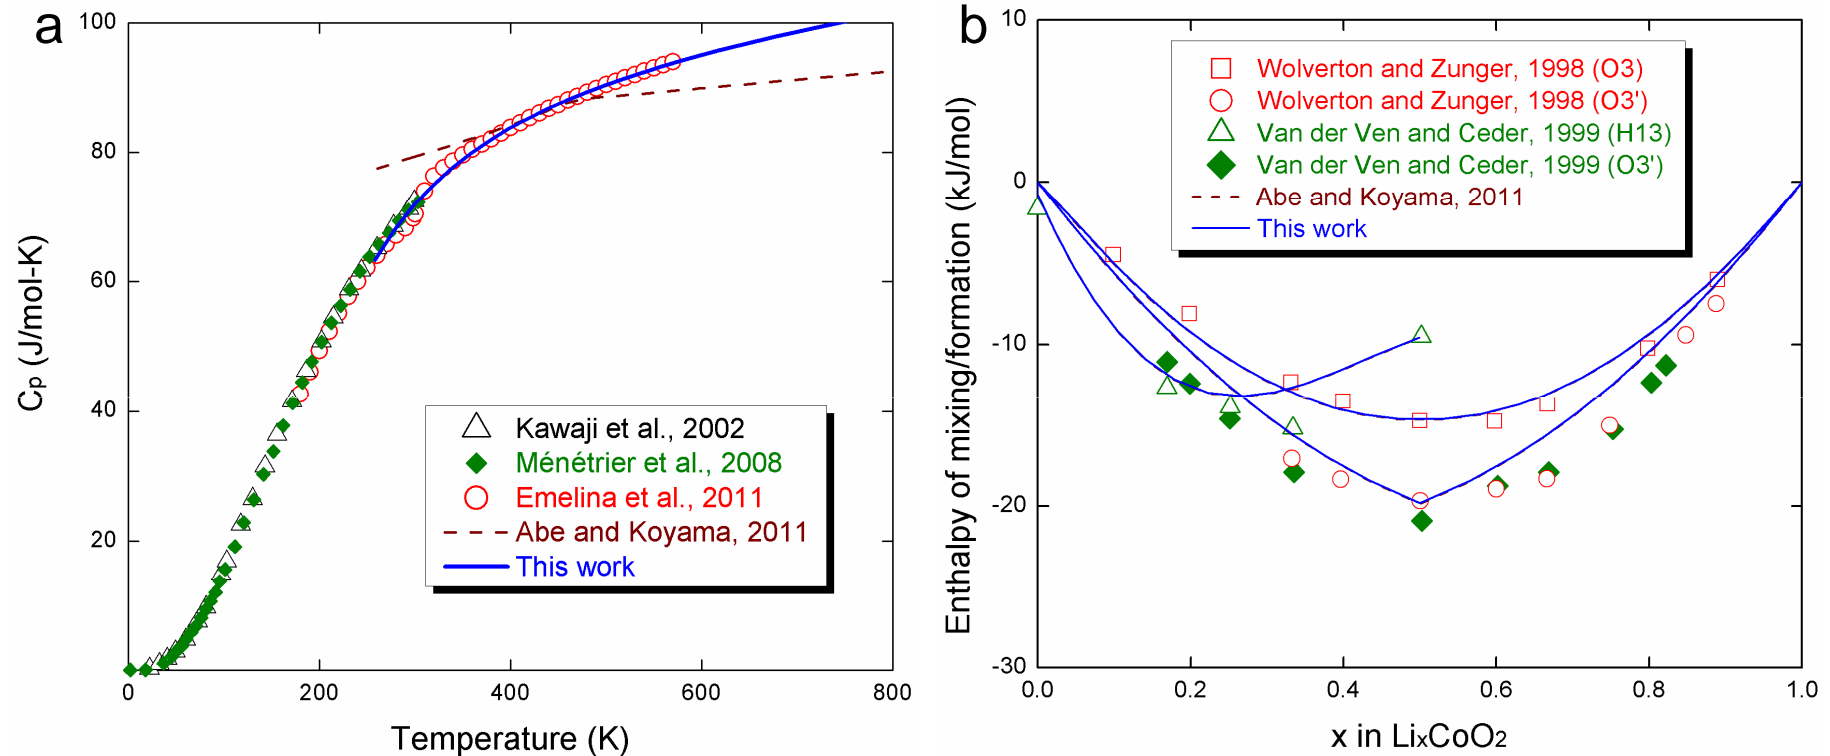 a
100
80
60
40
20
0
200
400
600
800
Cp (J/mol-K)
Temperature (K)
Kawaji et al., 2002
Ménétrier et al., 2008
Emelina et al., 2011
Abe and Koyama, 2011
This work
b
10
0
-10
-20
-30
0.0
0.2
0.4
0.6
0.8
1.0
Enthalpy of mixing/formation (kJ/mol)
x in LixCoO2
Wolverton and Zunger, 1998 (O3)
Wolverton and Zunger, 1998 (O3')
Van der Ven and Ceder, 1999 (H13)
Van der Ven and Ceder, 1999 (O3')
Abe and Koyama, 2011
This work